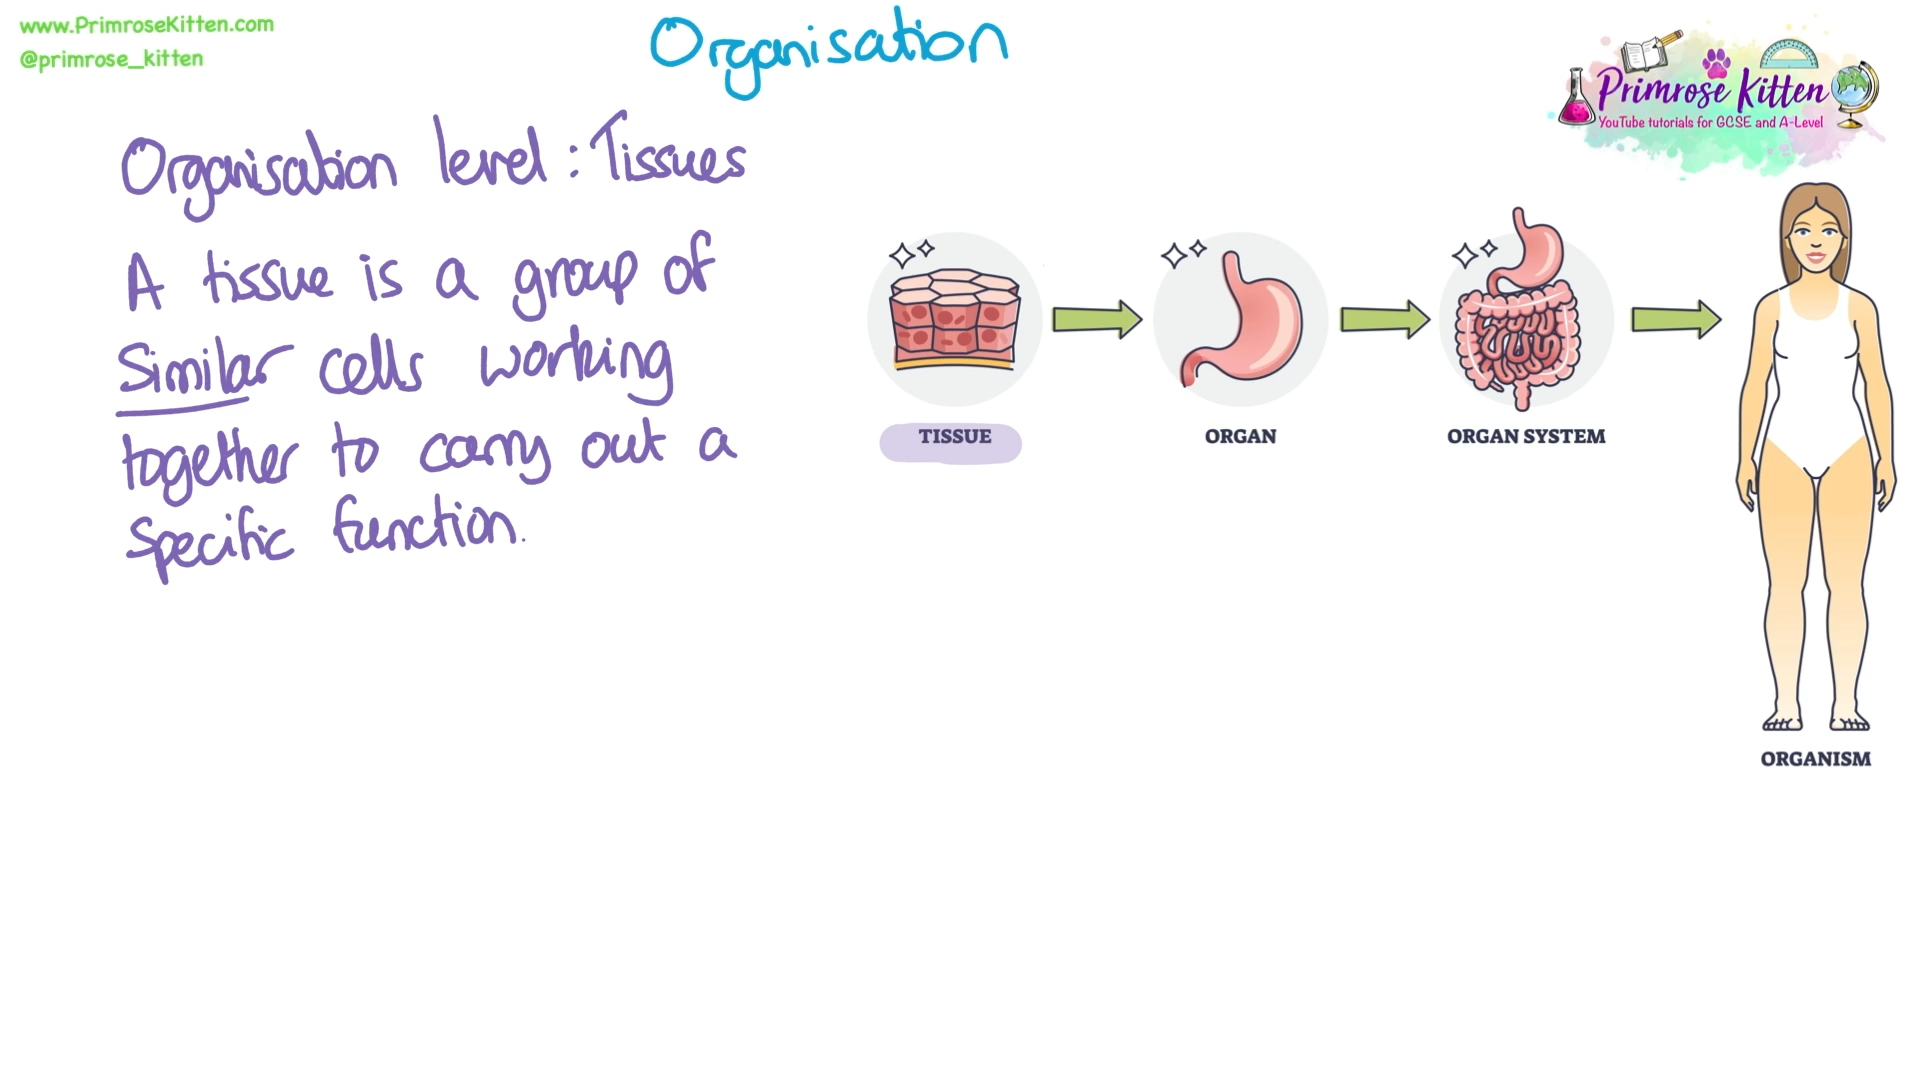 www.PrimroseKitten.com
@primrose_kitten
Organisation
Primrose Kitten
YouTube tutorials for GCSE and A-Level
Organisation level : Tissues
A tissue is a group of
Similar cells working
together to carry out a
Specific function.
TISSUE
ORGAN
ORGAN SYSTEM
ORGANISM